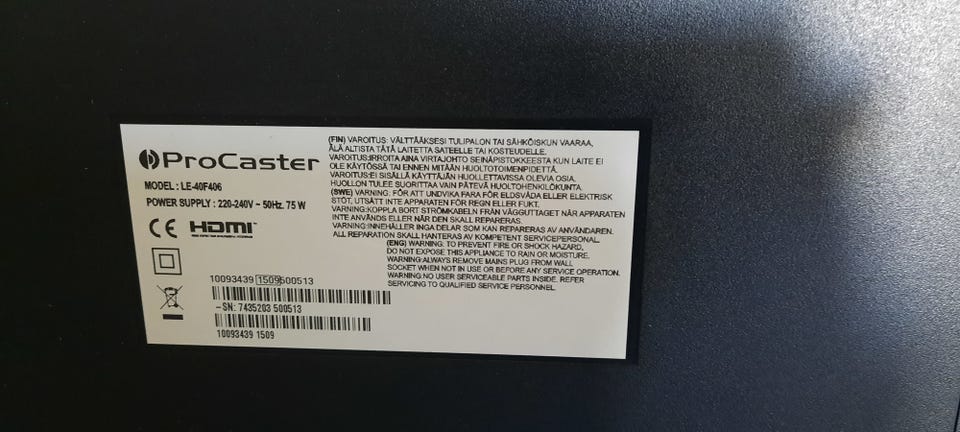 ProCaster
MODEL : LE-40F406
POWER SUPPLY : 220-240V ~ 50Hz. 75 W
CE HDMI™
10093439 1509500513
-SN: 7435203 500513
10093439 1509
(FIN) VAROITUS: VÄLTTÄÄKSESI TULIPALON TAI SÄHKÖISKUN VAARAA,
ÄLÄ ALTISTA TÄTÄ LAITETTA SATEELLE TAI KOSTEUDELLE.
VAROITUS:IRROITA AINA VIRTAJOHTO SEINÄPISTOKKEESTA KUN LAITE EI
OLE KÄYTÖSSÄ TAI ENNEN MITÄÄN HUOLTOTOIMENPIDETTÄ.
VAROITUS:EI SISÄLLÄ KÄYTTÄJÄN HUOLLETTAVISSA OLEVIA OSIA.
HUOLLON TULEE SUORITTAA VAIN PÄTEVÄ HUOLTOHENKILÖKUNTA.
(SWE) VARNING: FÖR ATT UNDVIKA FARA FÖR ELDSVÅDA ELLER ELEKTRISK
STÖT, UTSÄTT INTE APPARATEN FÖR REGN ELLER FUKT.
VARNING:KOPPLA BORT STRÖMKABELN FRÅN VÄGGUTTAGET NÄR APPARATEN
INTE ANVÄNDS ELLER NÄR DEN SKALL REPARERAS.
VARNING:INNEHÅLLER INGA DELAR SOM KAN REPARERAS AV ANVÄNDAREN.
ALL REPARATION SKALL HANTERAS AV KOMPETENT SERVICEPERSONEL.
(ENG) WARNING: TO PREVENT FIRE OR SHOCK HAZARD,
DO NOT EXPOSE THIS APPLIANCE TO RAIN OR MOISTURE.
WARNING:ALWAYS REMOVE MAINS PLUG FROM WALL
SOCKET WHEN NOT IN USE OR BEFORE ANY SERVICE OPERATION.
WARNING:NO USER SERVICEABLE PARTS INSIDE. REFER
SERVICING TO QUALIFIED SERVICE PERSONNEL.